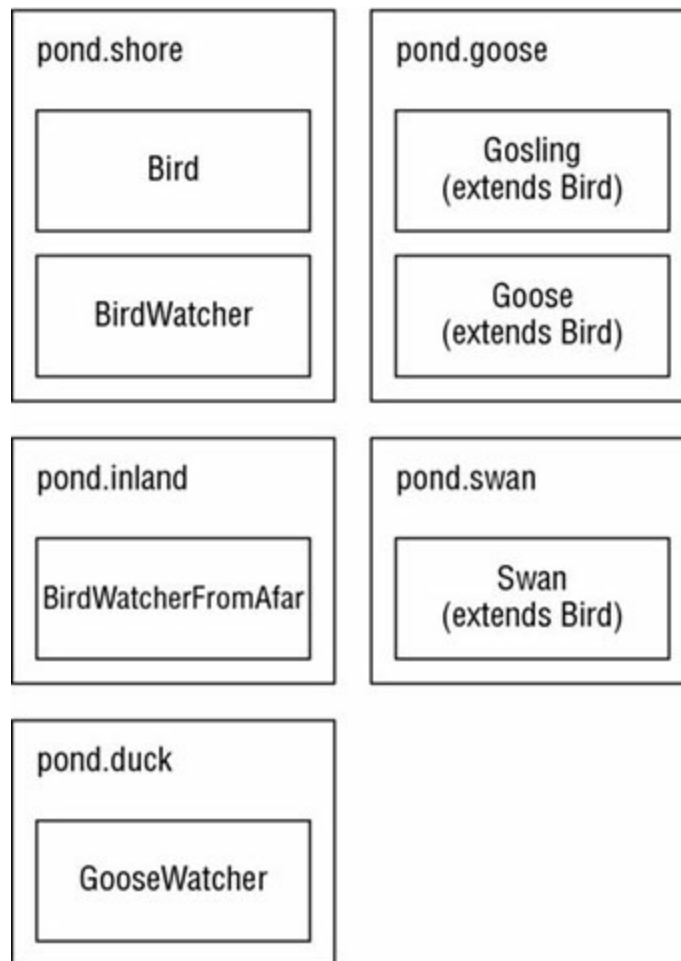 pond.shore
Bird
BirdWatcher
pond.goose
Gosling
(extends Bird)
Goose
(extends Bird)
pond.inland
BirdWatcherFromAfar
pond.swan
Swan
(extends Bird)
pond.duck
GooseWatcher